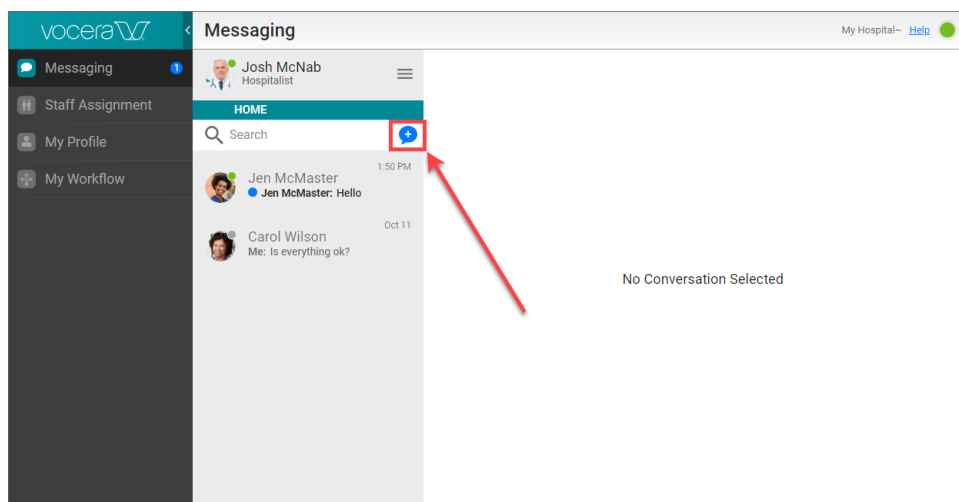 vocera
Messaging
My Hospital~ Help
Messaging 1
Staff Assignment
My Profile
My Workflow
Josh McNab
Hospitalist
HOME
Search
1:50 PM
Jen McMaster
Jen McMaster: Hello
Oct 11
Carol Wilson
Me: Is everything ok?
No Conversation Selected